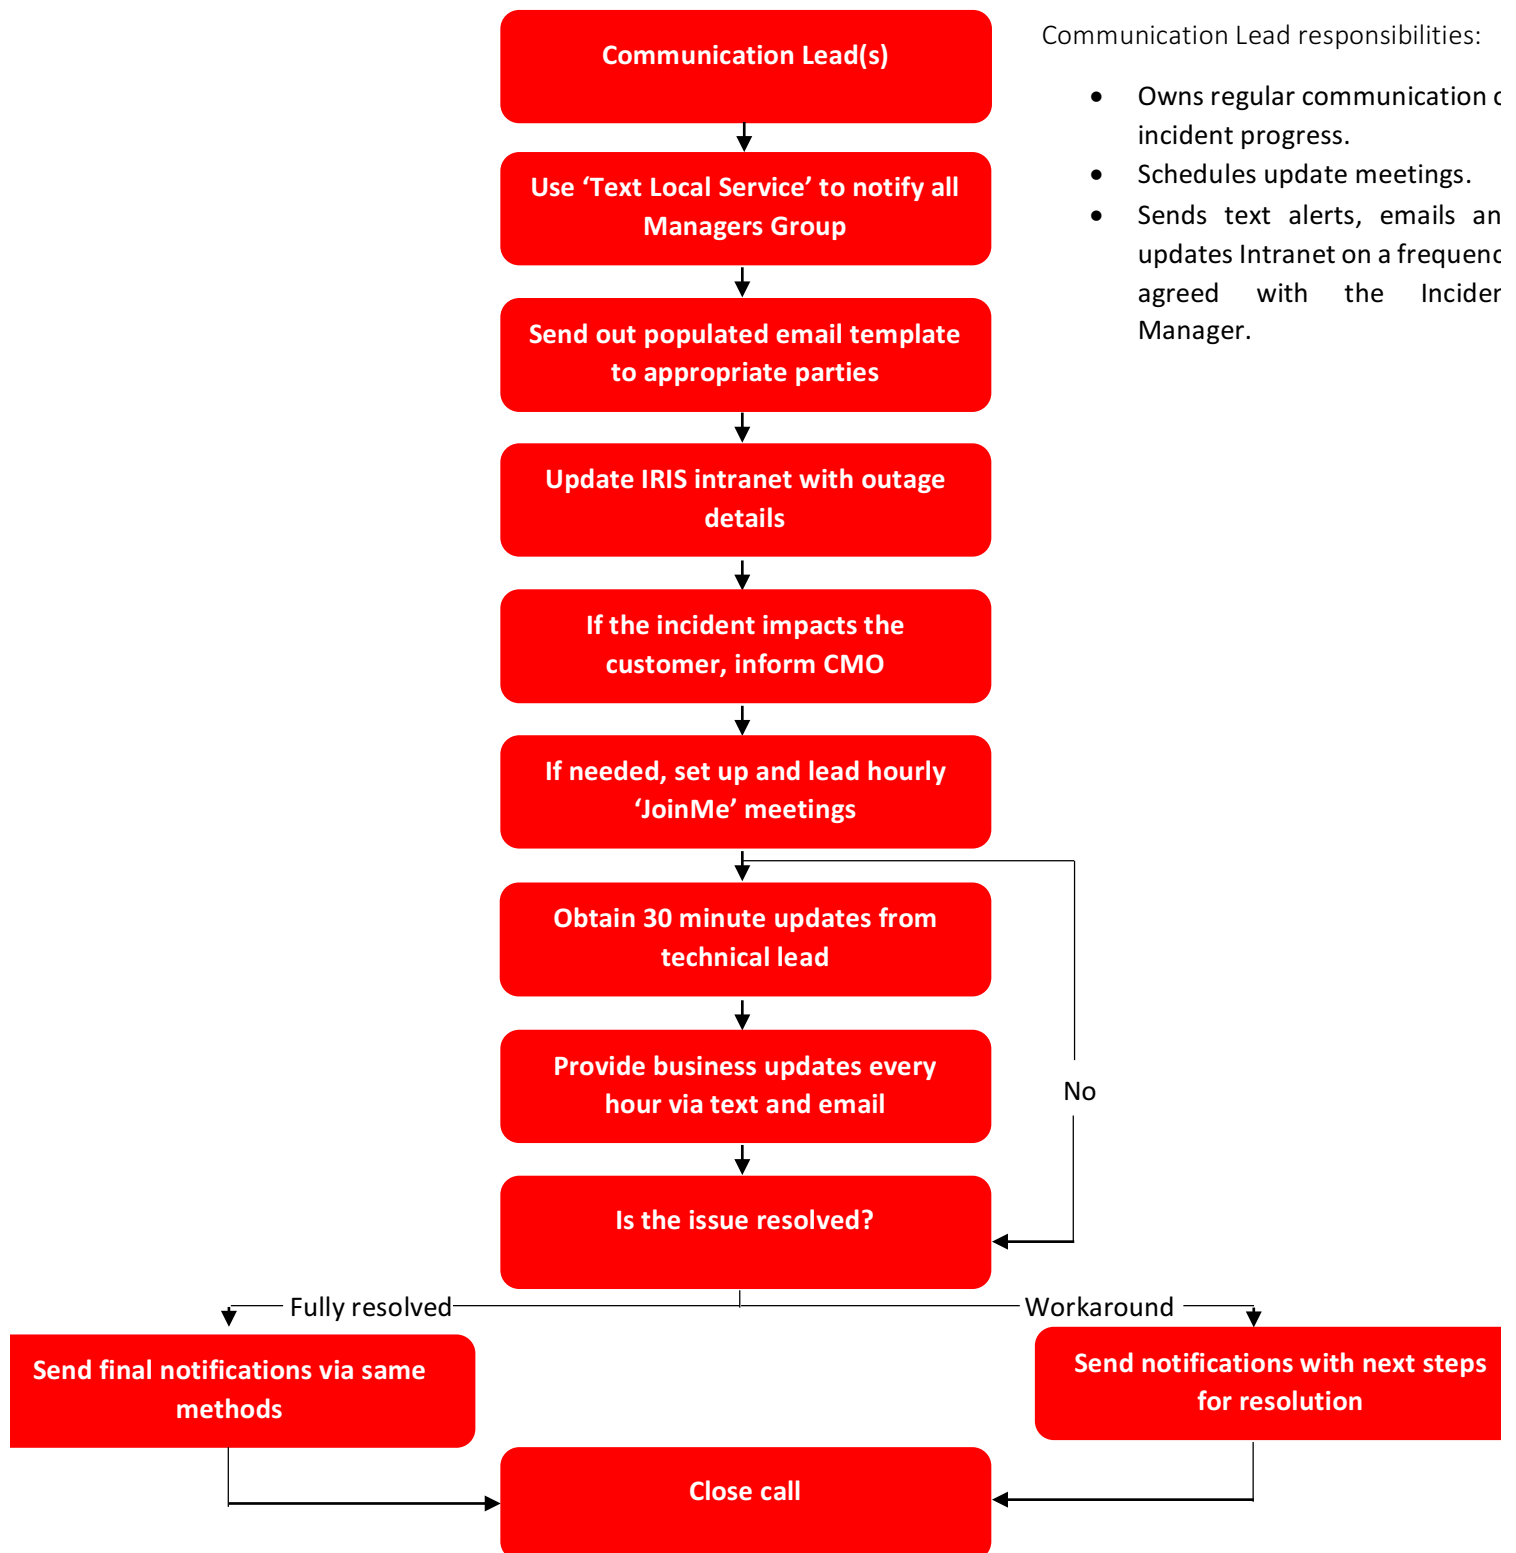 Communication Lead(s)
Communication Lead responsibilities:
• Owns regular communication
incident progress.
• Schedules update meetings.
• Sends text alerts, emails
updates Intranet on a
agreed with the
Manager.
Use ‘Text Local Service’ to notify all
Managers Group
Send out populated email template
to appropriate parties
Update IRIS intranet with outage
details
If the incident impacts the
customer, inform CMO
If needed, set up and lead hourly
‘JoinMe’ meetings
Obtain 30 minute updates from
technical lead
Provide business updates every
hour via text and email
No
Is the issue resolved?
Fully resolved
Workaround
Send final notifications via same
methods
Send notifications with next steps
for resolution
Close call